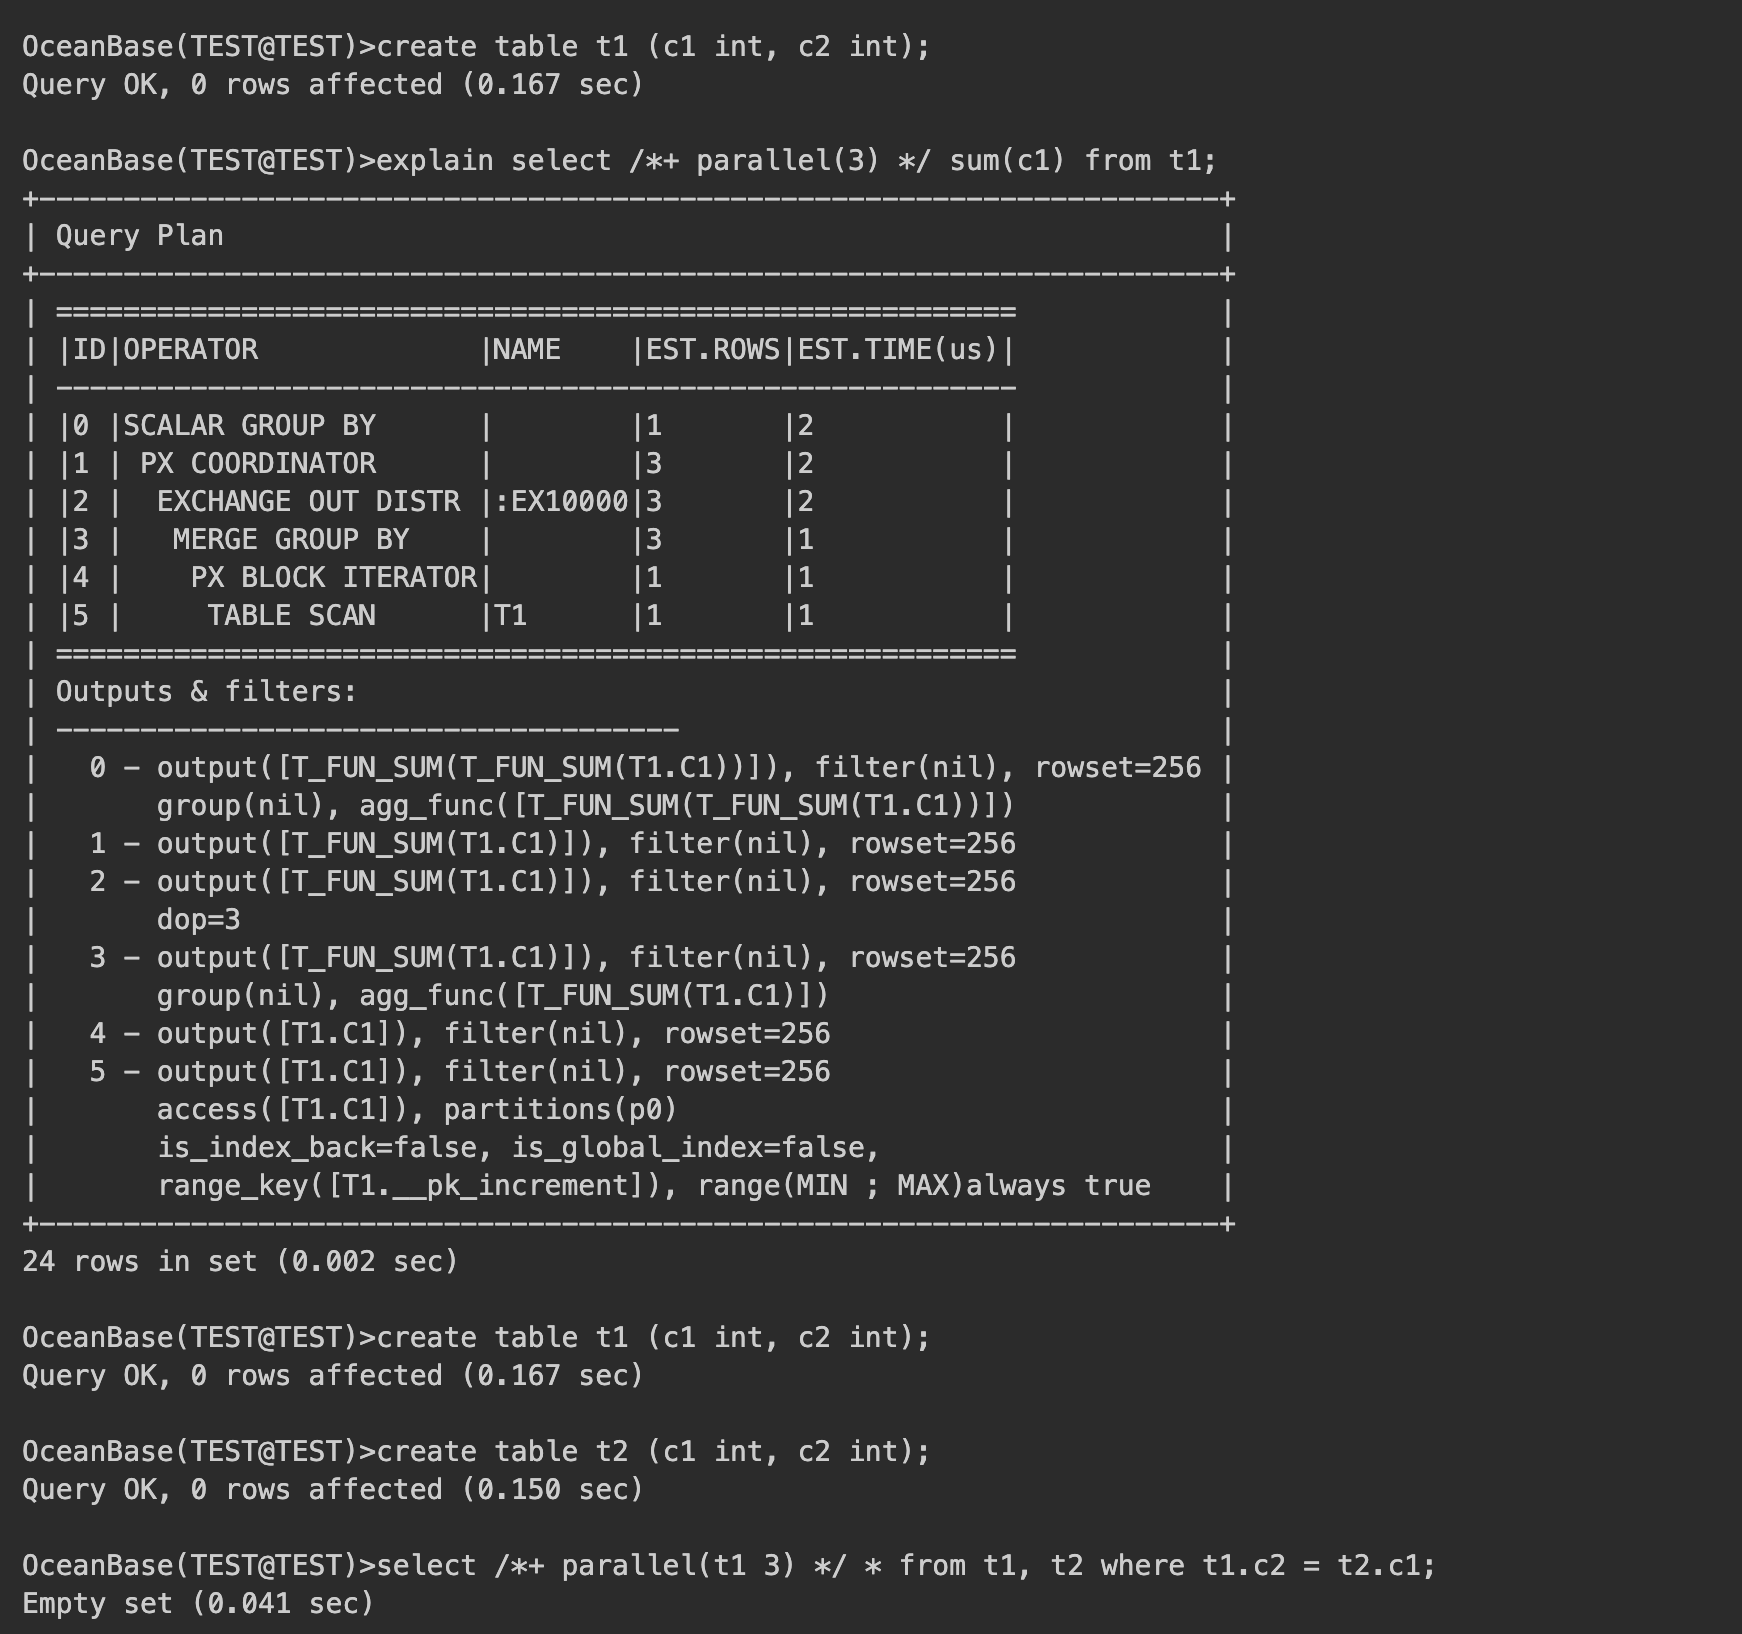 OceanBase(TEST@TEST)>create table t1 (c1 int, c2 int);
Query OK, 0 rows affected (0.167 sec)

OceanBase(TEST@TEST)>explain select /*+ parallel(3) */ sum(c1) from t1;
+----------------------------------------------------------------------+
| Query Plan                                                           |
+----------------------------------------------------------------------+
| =========================================================            |
| |ID|OPERATOR             |NAME    |EST.ROWS|EST.TIME(us)|            |
| ---------------------------------------------------------            |
| |0 |SCALAR GROUP BY      |        |1       |2           |            |
| |1 | PX COORDINATOR      |        |3       |2           |            |
| |2 |  EXCHANGE OUT DISTR |:EX10000|3       |2           |            |
| |3 |   MERGE GROUP BY    |        |3       |1           |            |
| |4 |    PX BLOCK ITERATOR|        |1       |1           |            |
| |5 |     TABLE SCAN      |T1      |1       |1           |            |
| =========================================================            |
| Outputs & filters:                                                   |
| -------------------------------------                                |
|   0 - output([T_FUN_SUM(T_FUN_SUM(T1.C1))]), filter(nil), rowset=256 |
|       group(nil), agg_func([T_FUN_SUM(T_FUN_SUM(T1.C1))])            |
|   1 - output([T_FUN_SUM(T1.C1)]), filter(nil), rowset=256            |
|   2 - output([T_FUN_SUM(T1.C1)]), filter(nil), rowset=256            |
|       dop=3                                                          |
|   3 - output([T_FUN_SUM(T1.C1)]), filter(nil), rowset=256            |
|       group(nil), agg_func([T_FUN_SUM(T1.C1)])                       |
|   4 - output([T1.C1]), filter(nil), rowset=256                       |
|   5 - output([T1.C1]), filter(nil), rowset=256                       |
|       access([T1.C1]), partitions(p0)                                |
|       is_index_back=false, is_global_index=false,                    |
|       range_key([T1.__pk_increment]), range(MIN ; MAX)always true    |
+----------------------------------------------------------------------+
24 rows in set (0.002 sec)

OceanBase(TEST@TEST)>create table t1 (c1 int, c2 int);
Query OK, 0 rows affected (0.167 sec)

OceanBase(TEST@TEST)>create table t2 (c1 int, c2 int);
Query OK, 0 rows affected (0.150 sec)

OceanBase(TEST@TEST)>select /*+ parallel(t1 3) */ * from t1, t2 where t1.c2 = t2.c1;
Empty set (0.041 sec)